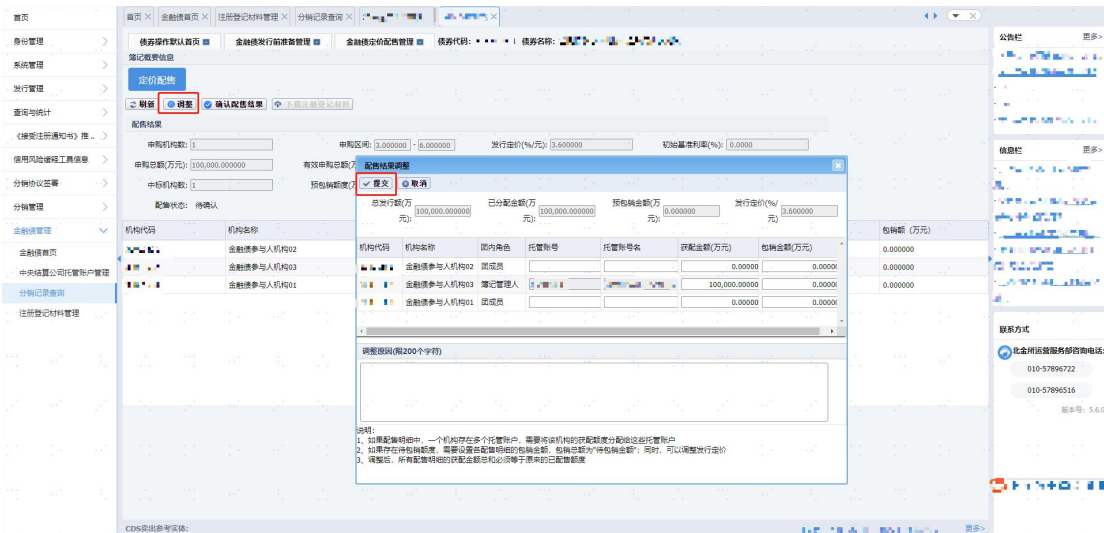 首页
身份管理
系统管理
发行管理
查询与统计
《接受注册通知书》推 ..
信用风险缓释工具信息
分销协议签署
分销管理
金融债管理
金融债首页
中央结算公司托管账户管理
分销记录查询
注册登记材料管理
首页 × 金融债首页 × 注册登记材料管理 × 分销记录查询 ×
债券操作默认首页 金融债发行前准备管理 金融债定价配售管理 债券代码: 债券名称:
簿记概要信息
定价配售
刷新 调整 确认配售结果 下载注册登记材料
配售结果
申购机构数: 1 申购区间: 3.000000 - 6.000000 发行定价(%/元): 3.600000 初始基准利率(%): 0.0000
申购总额(万元): 100,000.000000 有效申购总额(万
中标机构数: 1 预包销额度(万
配售状态: 待确认
机构代码 机构名称 包销额 (万元)
金融债参与人机构02 0.000000
金融债参与人机构03 0.000000
金融债参与人机构01 0.000000
配售结果调整
提交 取消
总发行额(万元): 100,000.000000 已分配金额(万元): 100,000.000000 预包销金额(万元): 0.000000 发行定价(%/元): 3.600000
机构代码 机构名称 团内角色 托管账号 托管账号名 获配金额(万元) 包销金额(万元)
金融债参与人机构02 团成员 0.00000 0.0000
金融债参与人机构03 簿记管理人 100,000.00000 0.0000
金融债参与人机构01 团成员 0.00000 0.0000
调整原因(限200个字符)
说明:
1、如果配售明细中，一个机构存在多个托管账户，需要将该机构的获配额度分配给这些托管账户
2、如果存在待包销额度，需要设置各配售明细的包销金额，包销总额为“待包销金额”；同时，可以调整发行定价
3、调整后，所有配售明细的获配金额总和必须等于原来的已配售额度
CDS卖出参考实体: 更多>
公告栏 更多>
信息栏 更多>
联系方式
北金所运营服务部咨询电话:
010-57896722
010-57896516
版本号: 3.6.0